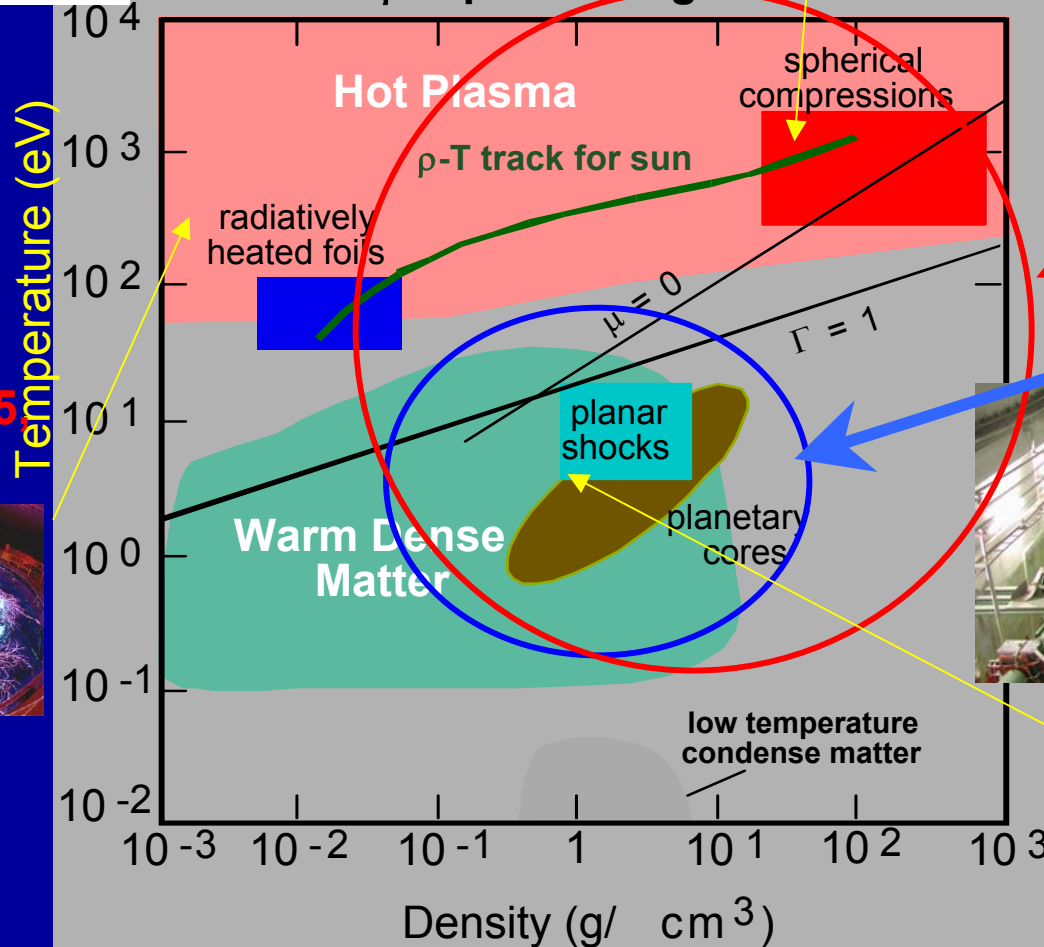 10 4
Hot Plasma
spherical
compressions
10 3
ρ-T track for sun
Temperature (eV)
radiatively
heated foils
10 2
μ = 0
Γ = 1
5,
10 1
planar
shocks
planetary
cores
Warm Dense
Matter
10 0
10 -1
low temperature
condense matter
10 -2
10 -3 10 -2 10 -1 1 10 1 10 2 10 3
Density (g/ cm 3 )